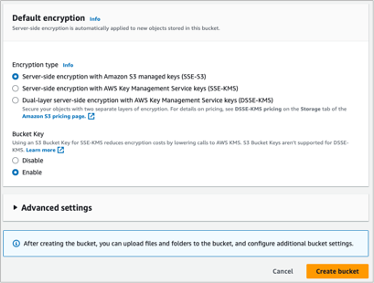 Default encryption Info
Server-side encryption is automatically applied to new objects stored in this bucket.
Encryption type Info
Server-side encryption with Amazon S3 managed keys (SSE-S3)
Server-side encryption with AWS Key Management Service keys (SSE-KMS)
Dual-layer server-side encryption with AWS Key Management Service keys (DSSE-KMS)
Secure your objects with two separate layers of encryption. For details on pricing, see DSSE-KMS pricing on the Storage tab of the
Amazon S3 pricing page.
Bucket Key
Using an S3 Bucket Key for SSE-KMS reduces encryption costs by lowering calls to AWS KMS. S3 Bucket Keys aren't supported for DSSE-
KMS. Learn more
Disable
Enable
Advanced settings
After creating the bucket, you can upload files and folders to the bucket, and configure additional bucket settings.
Cancel
Create bucket